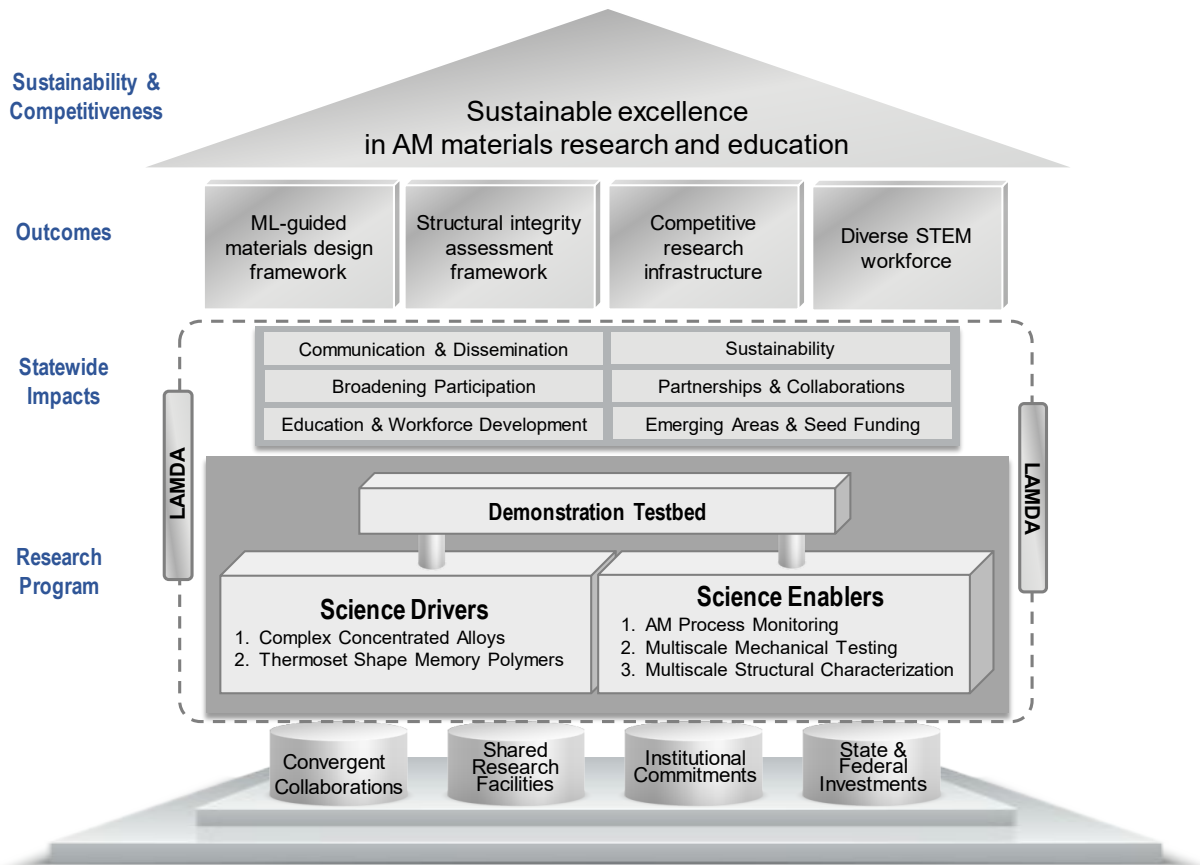 Sustainability &
Competitiveness
Sustainable excellence
in AM materials research and education
Outcomes
ML-guided
materials design
framework
Structural integrity
assessment
framework
Competitive
research
infrastructure
Diverse STEM
workforce
Statewide
Impacts
Communication & Dissemination
Sustainability
Broadening Participation
Partnerships & Collaborations
Education & Workforce Development
Emerging Areas & Seed Funding
LAMDA
LAMDA
Research
Program
Demonstration Testbed
Science Drivers
1. Complex Concentrated Alloys
2. Thermoset Shape Memory Polymers
Science Enablers
1. AM Process Monitoring
2. Multiscale Mechanical Testing
3. Multiscale Structural Characterization
Convergent
Collaborations
Shared
Research
Facilities
Institutional
Commitments
State &
Federal
Investments